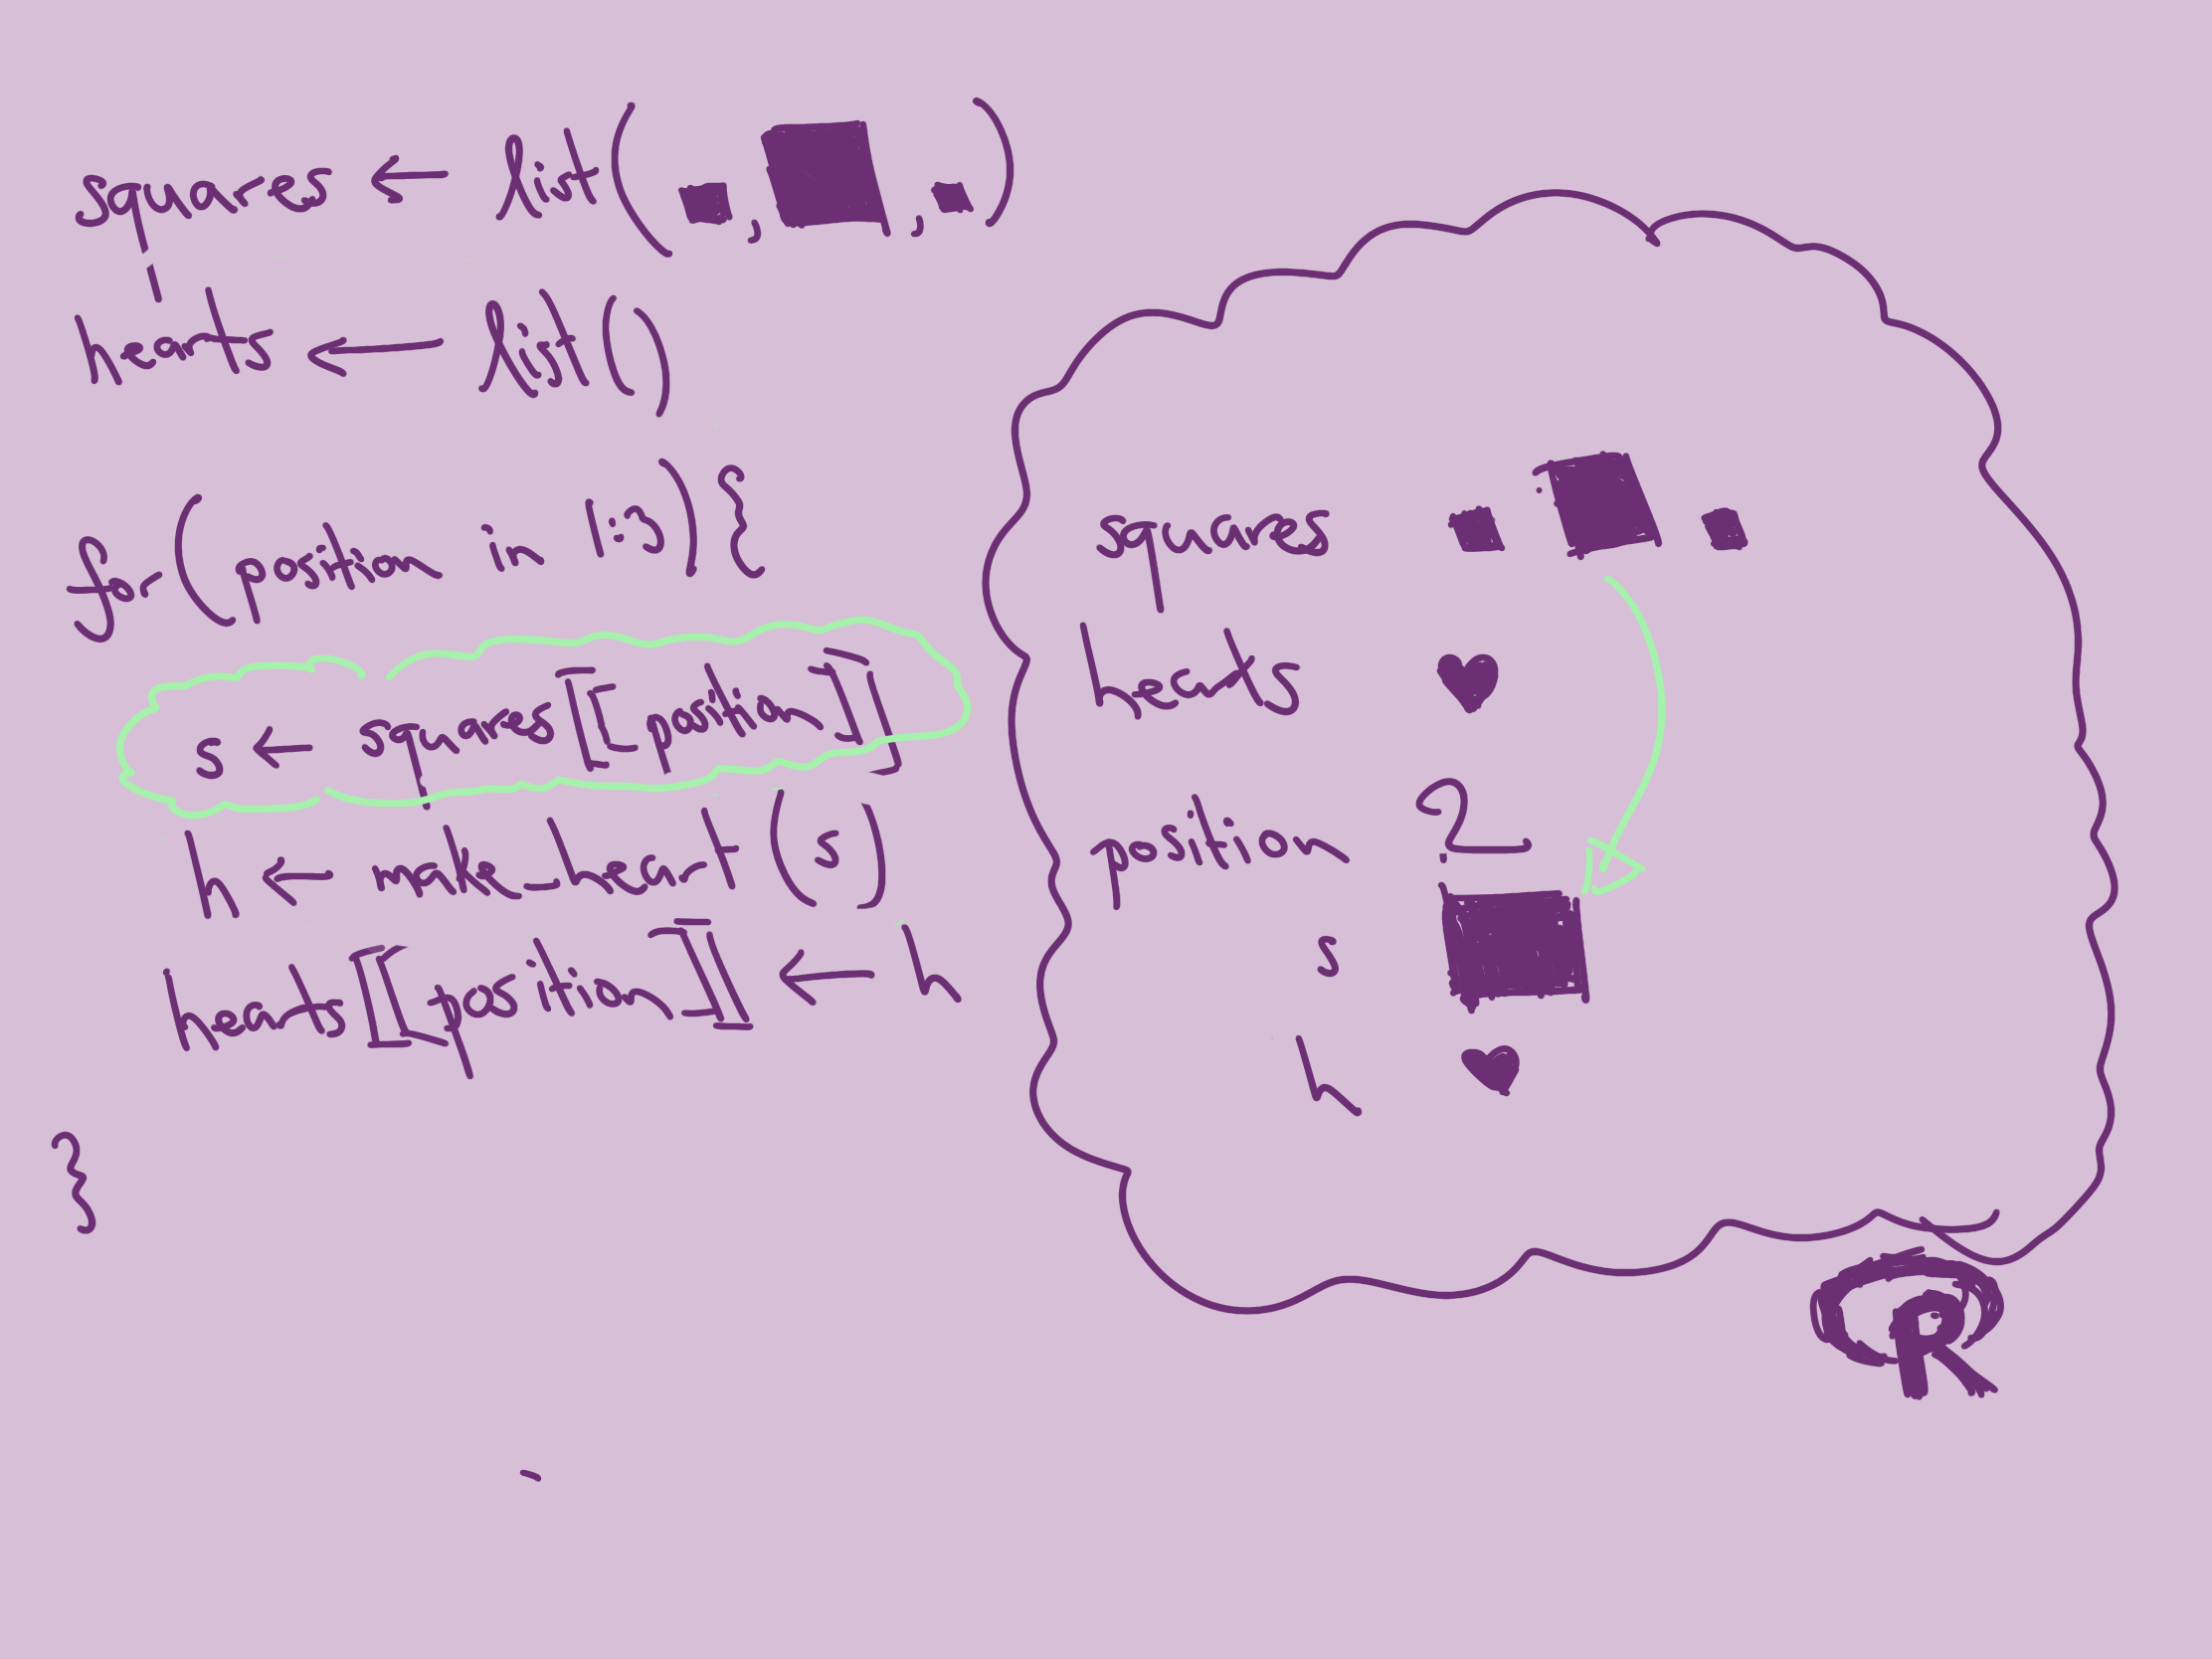 squares ← list( , , )
hearts ← list()
for (position in 1:3) {
s ← squares[[position]]
h ← make_heart(s)
hearts[[position]] ← h
}
squares
hearts
position 2
s
h
R